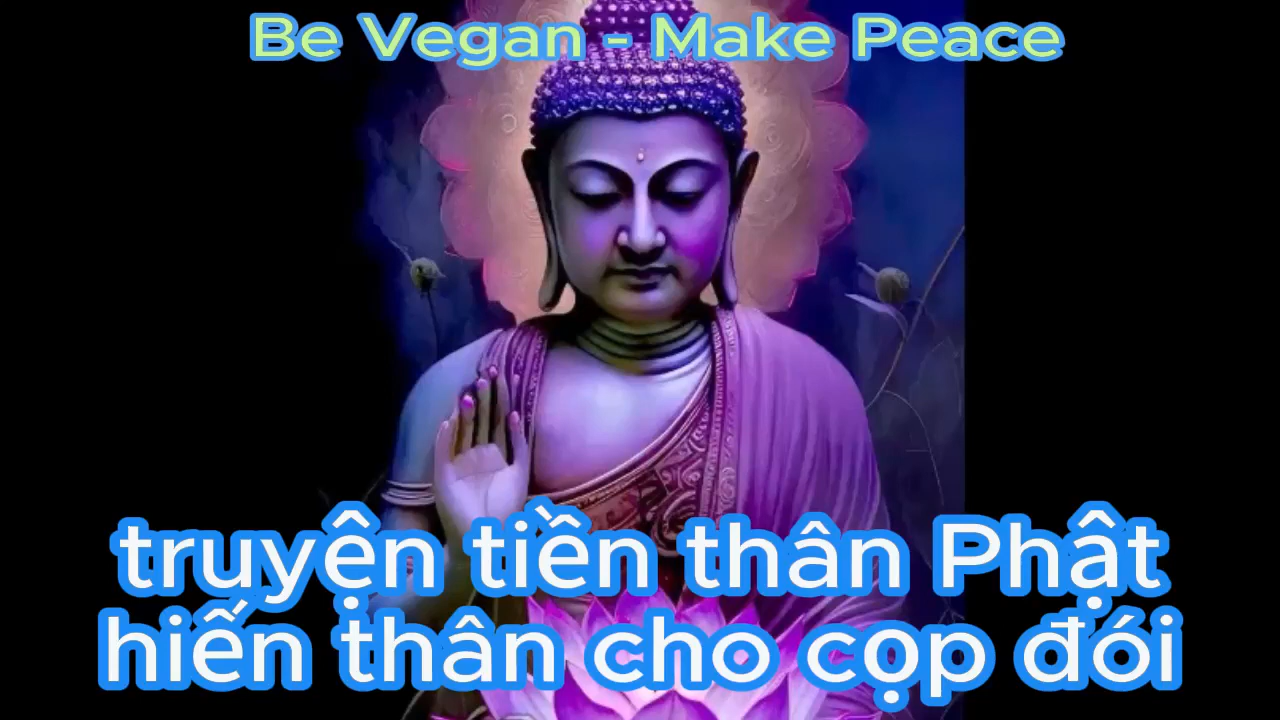 Be Vegan - Make Peace
truyện tiền thân Phật
hiến thân cho cọp đói